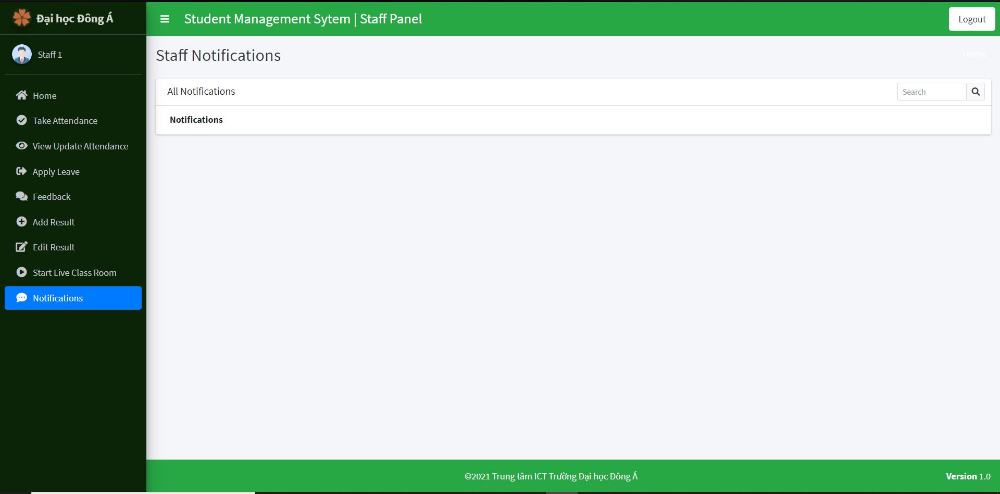 Đại học Đông Á
Student Management Sytem | Staff Panel
Logout
Staff 1
Staff Notifications
Home
Home
Take Attendance
View Update Attendance
Apply Leave
Feedback
Add Result
Edit Result
Start Live Class Room
Notifications
All Notifications
Search
Notifications
©2021 Trung tâm ICT Trường Đại học Đông Á
Version 1.0